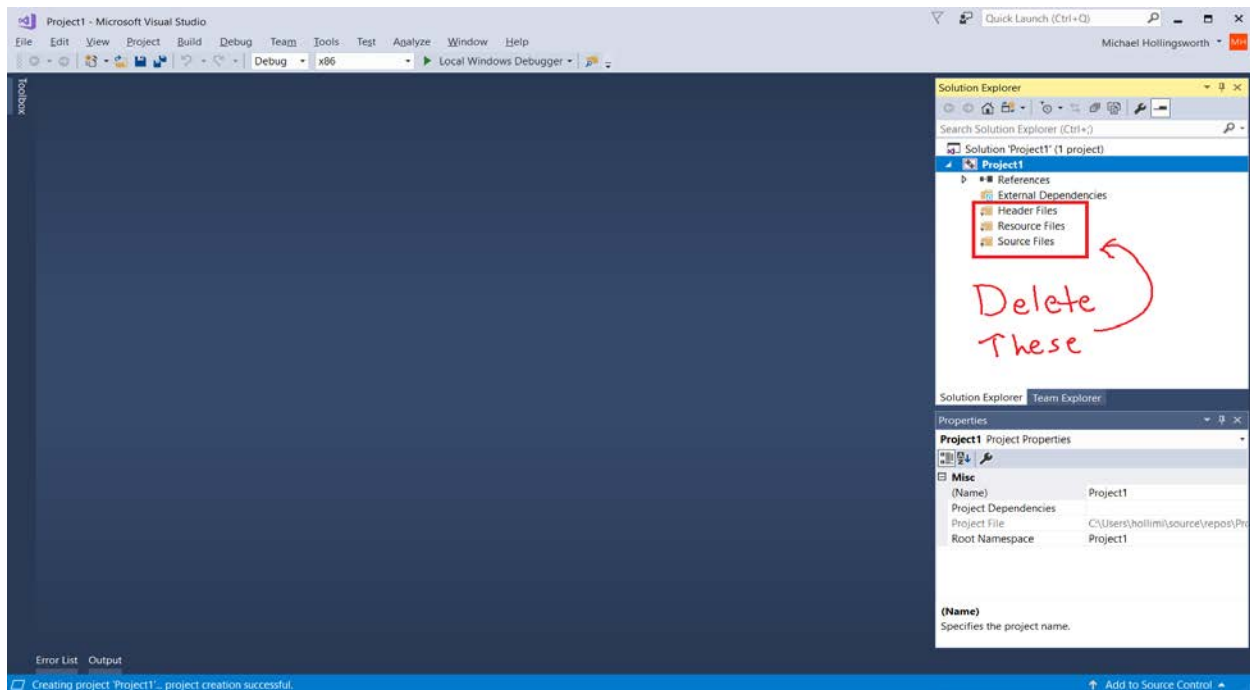 Project1 - Microsoft Visual Studio
Quick Launch (Ctrl+Q)
File Edit View Project Build Debug Team Tools Test Analyze Window Help
Michael Hollingsworth MH
Debug x86 Local Windows Debugger
Toolbox
Solution Explorer
Search Solution Explorer (Ctrl+;)
Solution 'Project1' (1 project)
Project1
References
External Dependencies
Header Files
Resource Files
Source Files
Delete
These
Solution Explorer Team Explorer
Properties
Project1 Project Properties
Misc
(Name) Project1
Project Dependencies
Project File C:\Users\hollimi\source\repos\Pro
Root Namespace Project1
(Name)
Specifies the project name.
Error List Output
Creating project 'Project1'... project creation successful.
Add to Source Control